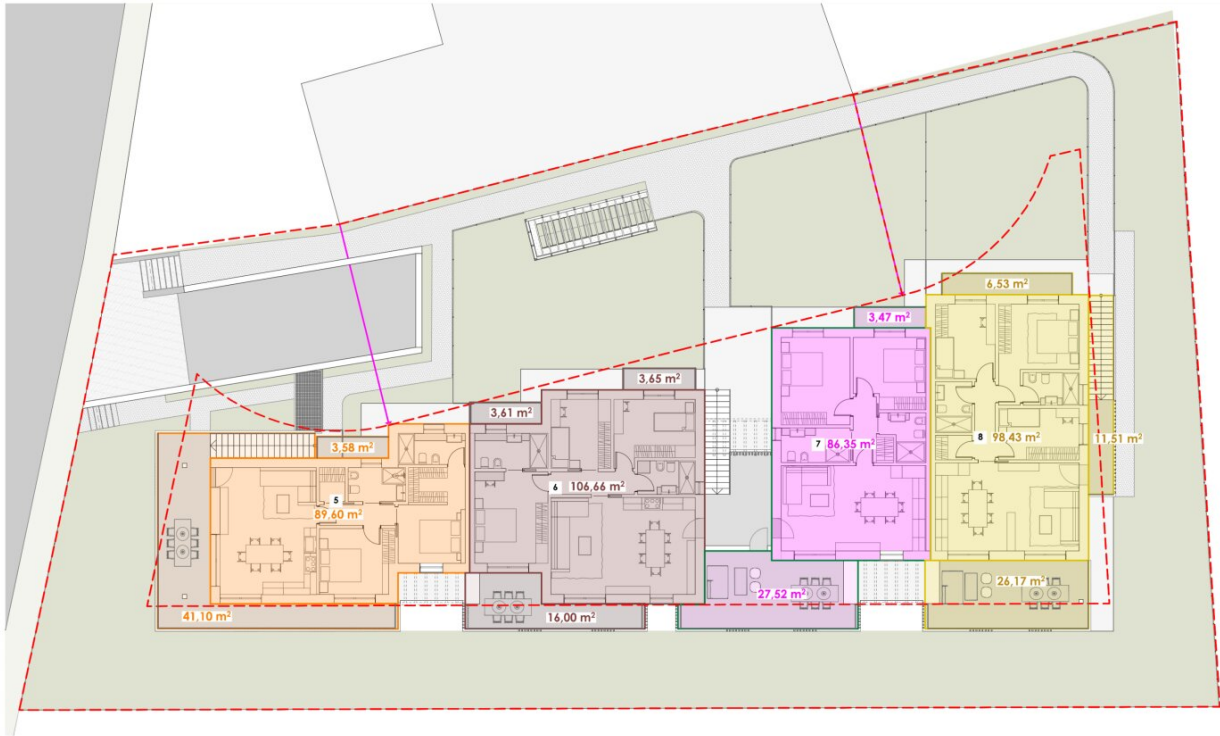 6,53 m²
3,47 m²
3,65 m²
3,61 m²
3,58 m²
7 86,35 m²
8 98,43 m²
11,51 m²
6
106,66 m²
5
89,60 m²
26,17 m²
27,52 m²
41,10 m²
16,00 m²